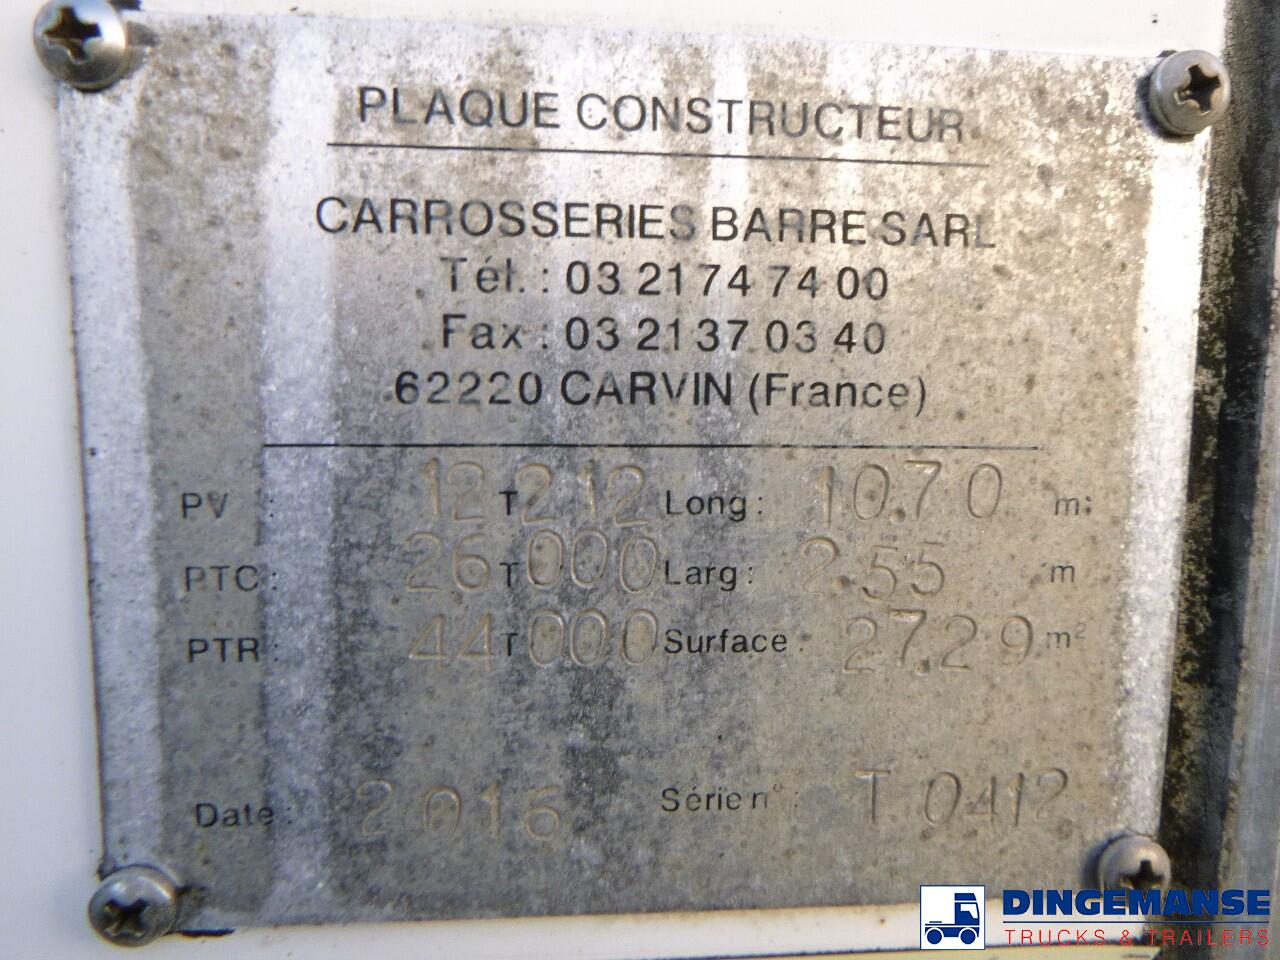 PLAQUE CONSTRUCTEUR
CARROSSERIES BARRE SARL
Tél. : 03 21 74 74 00
Fax : 03 21 37 03 40
62220 CARVIN (France)
PV : 12 T 212 Long : 10.70 m
PTC : 26 T 000 Larg : 2.55 m
PTR : 44 T 000 Surface : 27.29 m²
Date : 2016 Série n° : T 0412
DINGEMANSE
TRUCKS & TRAILERS